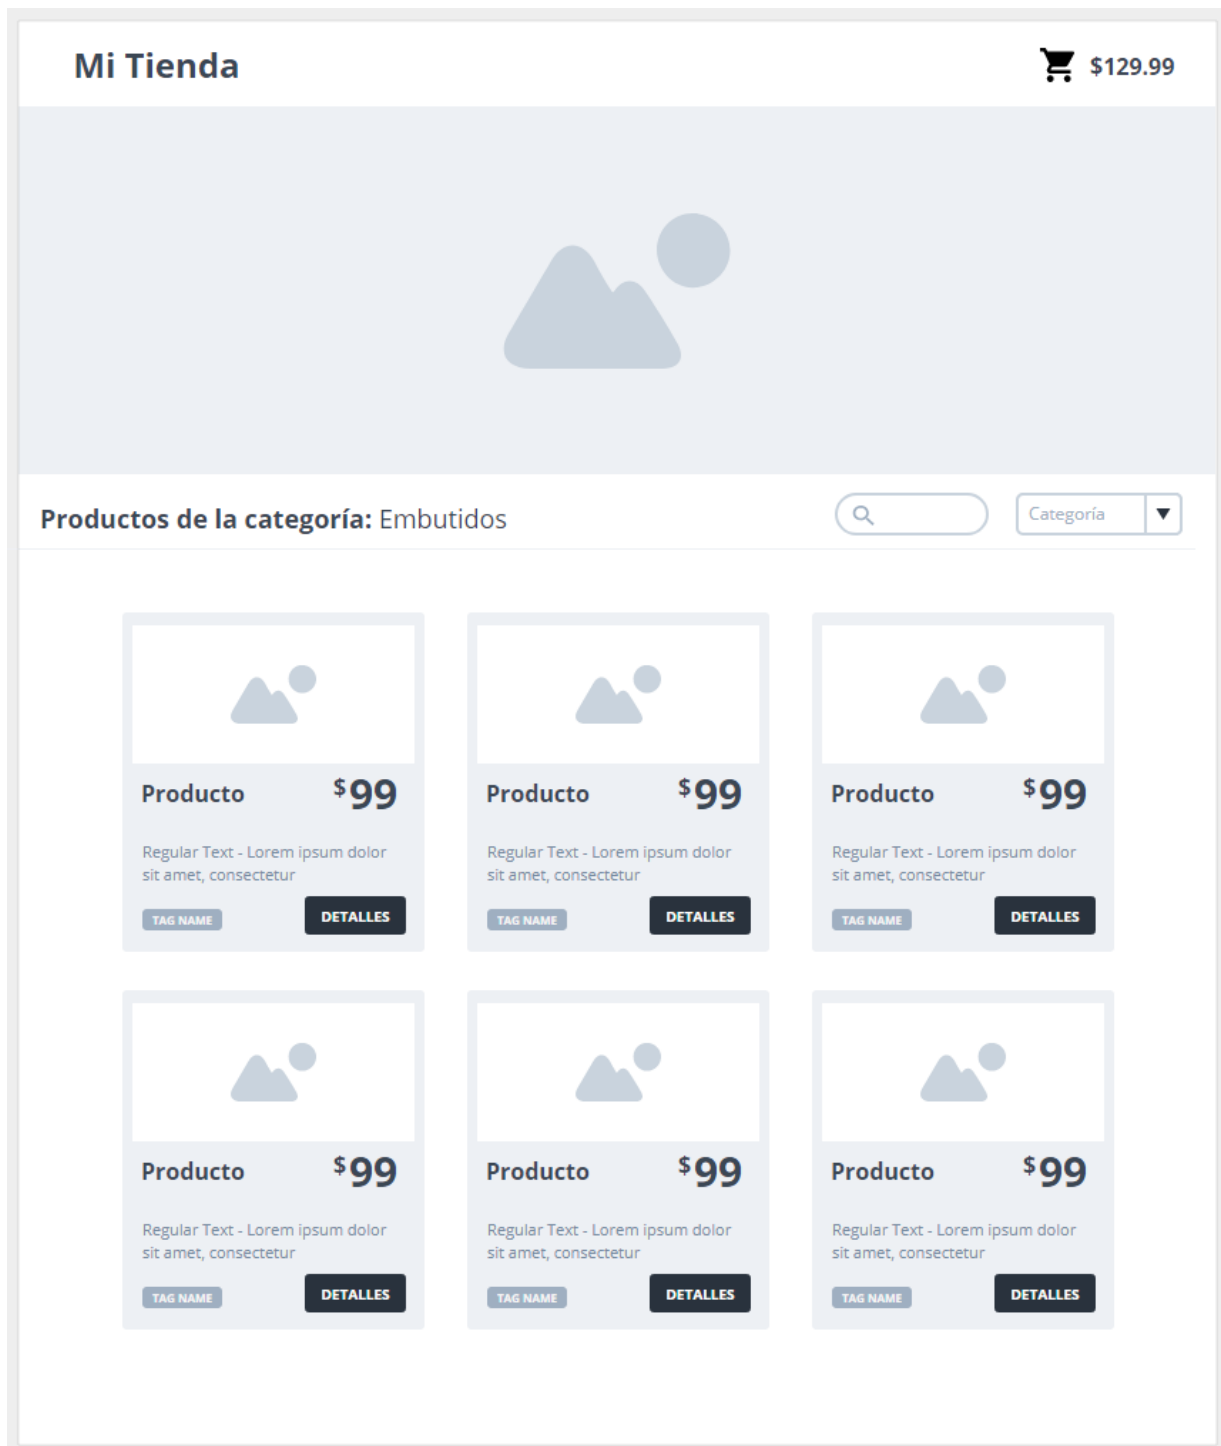 Mi Tienda
$129.99
Productos de la categoría: Embutidos
Categoría
Producto $99
Regular Text - Lorem ipsum dolor
sit amet, consectetur
TAG NAME DETALLES
Producto $99
Regular Text - Lorem ipsum dolor
sit amet, consectetur
TAG NAME DETALLES
Producto $99
Regular Text - Lorem ipsum dolor
sit amet, consectetur
TAG NAME DETALLES
Producto $99
Regular Text - Lorem ipsum dolor
sit amet, consectetur
TAG NAME DETALLES
Producto $99
Regular Text - Lorem ipsum dolor
sit amet, consectetur
TAG NAME DETALLES
Producto $99
Regular Text - Lorem ipsum dolor
sit amet, consectetur
TAG NAME DETALLES